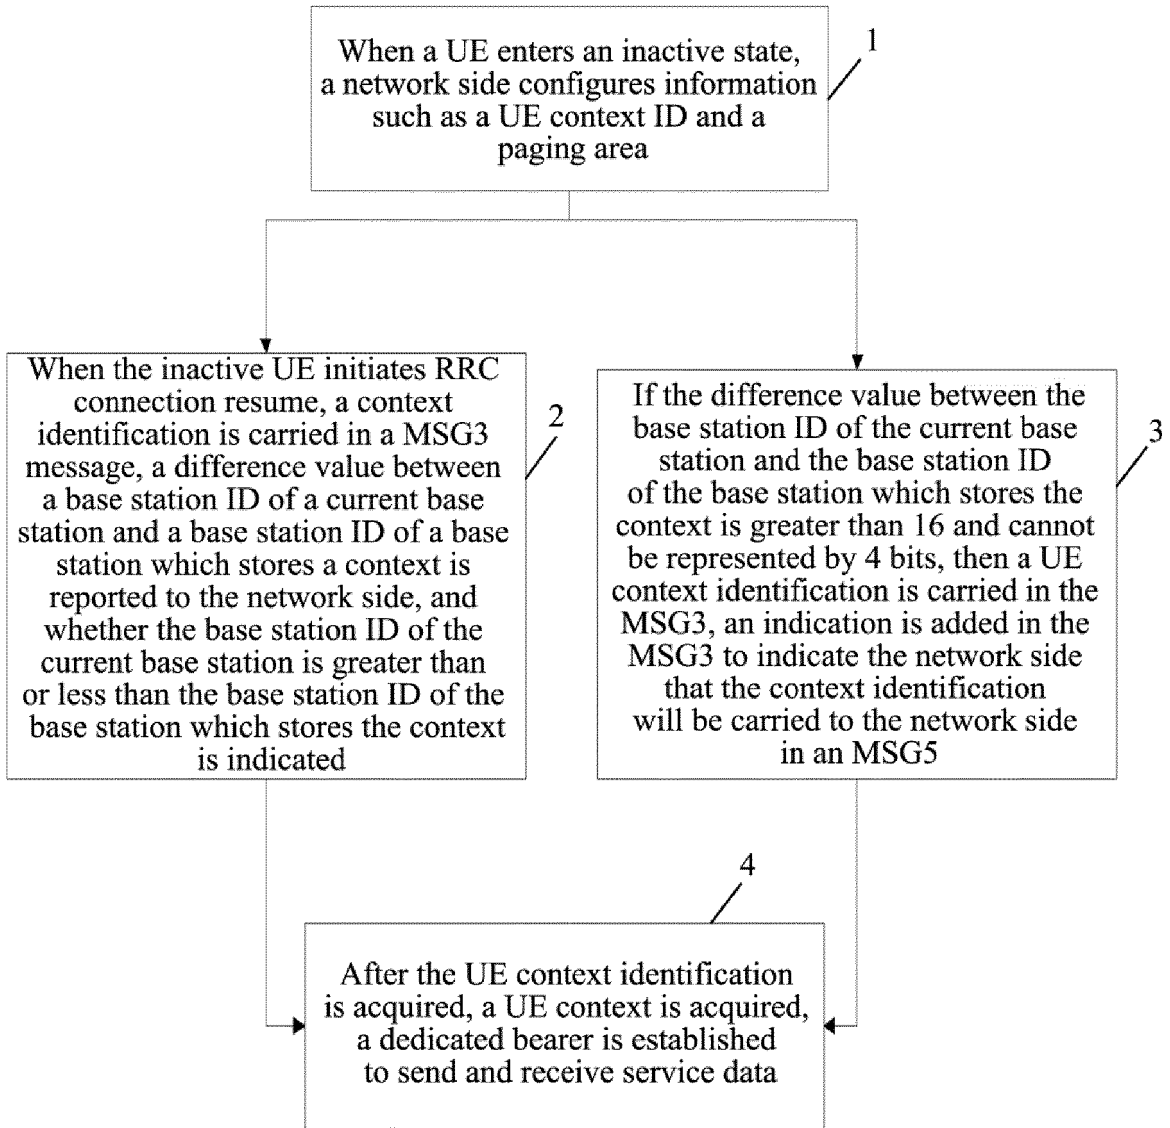 When a UE enters an inactive state,
a network side configures information
such as a UE context ID and a
paging area
1
When the inactive UE initiates RRC
connection resume, a context
identification is carried in a MSG3
message, a difference value between
a base station ID of a current base
station and a base station ID of a base
station which stores a context is
reported to the network side, and
whether the base station ID of the
current base station is greater than
or less than the base station ID of the
base station which stores the context
is indicated
2
If the difference value between the
base station ID of the current base
station and the base station ID
of the base station which stores the
context is greater than 16 and cannot
be represented by 4 bits, then a UE
context identification is carried in the
MSG3, an indication is added in the
MSG3 to indicate the network side
that the context identification
will be carried to the network side
in an MSG5
3
4
After the UE context identification
is acquired, a UE context is acquired,
a dedicated bearer is established
to send and receive service data